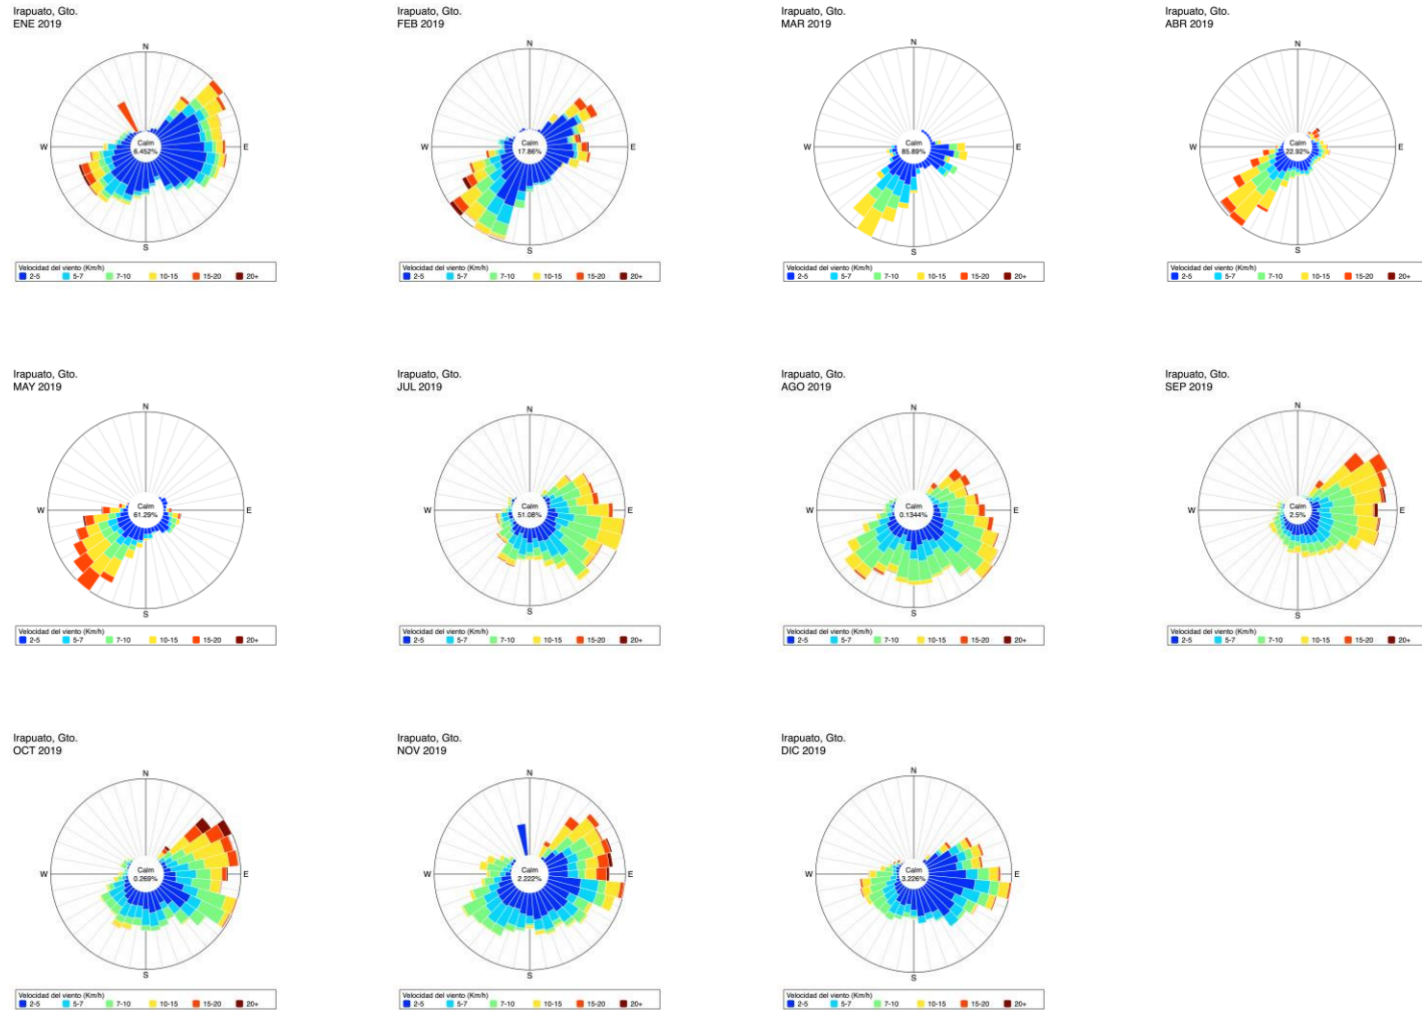 Irapuato, Gto.
ENE 2019
N
W
Calm
6.452%
E
S
Velocidad del viento (Km/h)
2-5 5-7 7-10 10-15 15-20 20+
Irapuato, Gto.
FEB 2019
N
W
Calm
17.86%
E
S
Velocidad del viento (Km/h)
2-5 5-7 7-10 10-15 15-20 20+
Irapuato, Gto.
MAR 2019
N
W
Calm
85.89%
E
S
Velocidad del viento (Km/h)
2-5 5-7 7-10 10-15 15-20 20+
Irapuato, Gto.
ABR 2019
N
W
Calm
22.92%
E
S
Velocidad del viento (Km/h)
2-5 5-7 7-10 10-15 15-20 20+
Irapuato, Gto.
MAY 2019
N
W
Calm
61.29%
E
S
Velocidad del viento (Km/h)
2-5 5-7 7-10 10-15 15-20 20+
Irapuato, Gto.
JUL 2019
N
W
Calm
51.08%
E
S
Velocidad del viento (Km/h)
2-5 5-7 7-10 10-15 15-20 20+
Irapuato, Gto.
AGO 2019
N
W
Calm
0.1344%
E
S
Velocidad del viento (Km/h)
2-5 5-7 7-10 10-15 15-20 20+
Irapuato, Gto.
SEP 2019
N
W
Calm
2.5%
E
S
Velocidad del viento (Km/h)
2-5 5-7 7-10 10-15 15-20 20+
Irapuato, Gto.
OCT 2019
N
W
Calm
0.269%
E
S
Velocidad del viento (Km/h)
2-5 5-7 7-10 10-15 15-20 20+
Irapuato, Gto.
NOV 2019
N
W
Calm
2.222%
E
S
Velocidad del viento (Km/h)
2-5 5-7 7-10 10-15 15-20 20+
Irapuato, Gto.
DIC 2019
N
W
Calm
3.226%
E
S
Velocidad del viento (Km/h)
2-5 5-7 7-10 10-15 15-20 20+